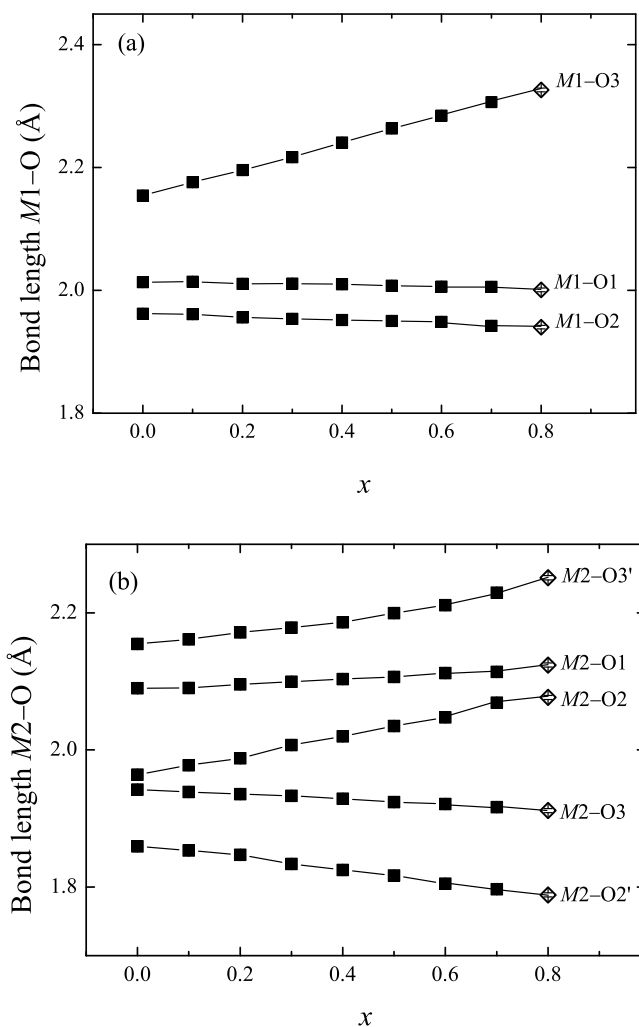 (a)
Bond length M1–O (Å)
2.4
2.2
2.0
1.8
M1–O3
M1–O1
M1–O2
0.0 0.2 0.4 0.6 0.8
x
(b)
Bond length M2–O (Å)
2.2
2.0
1.8
M2–O3'
M2–O1
M2–O2
M2–O3
M2–O2'
0.0 0.2 0.4 0.6 0.8
x